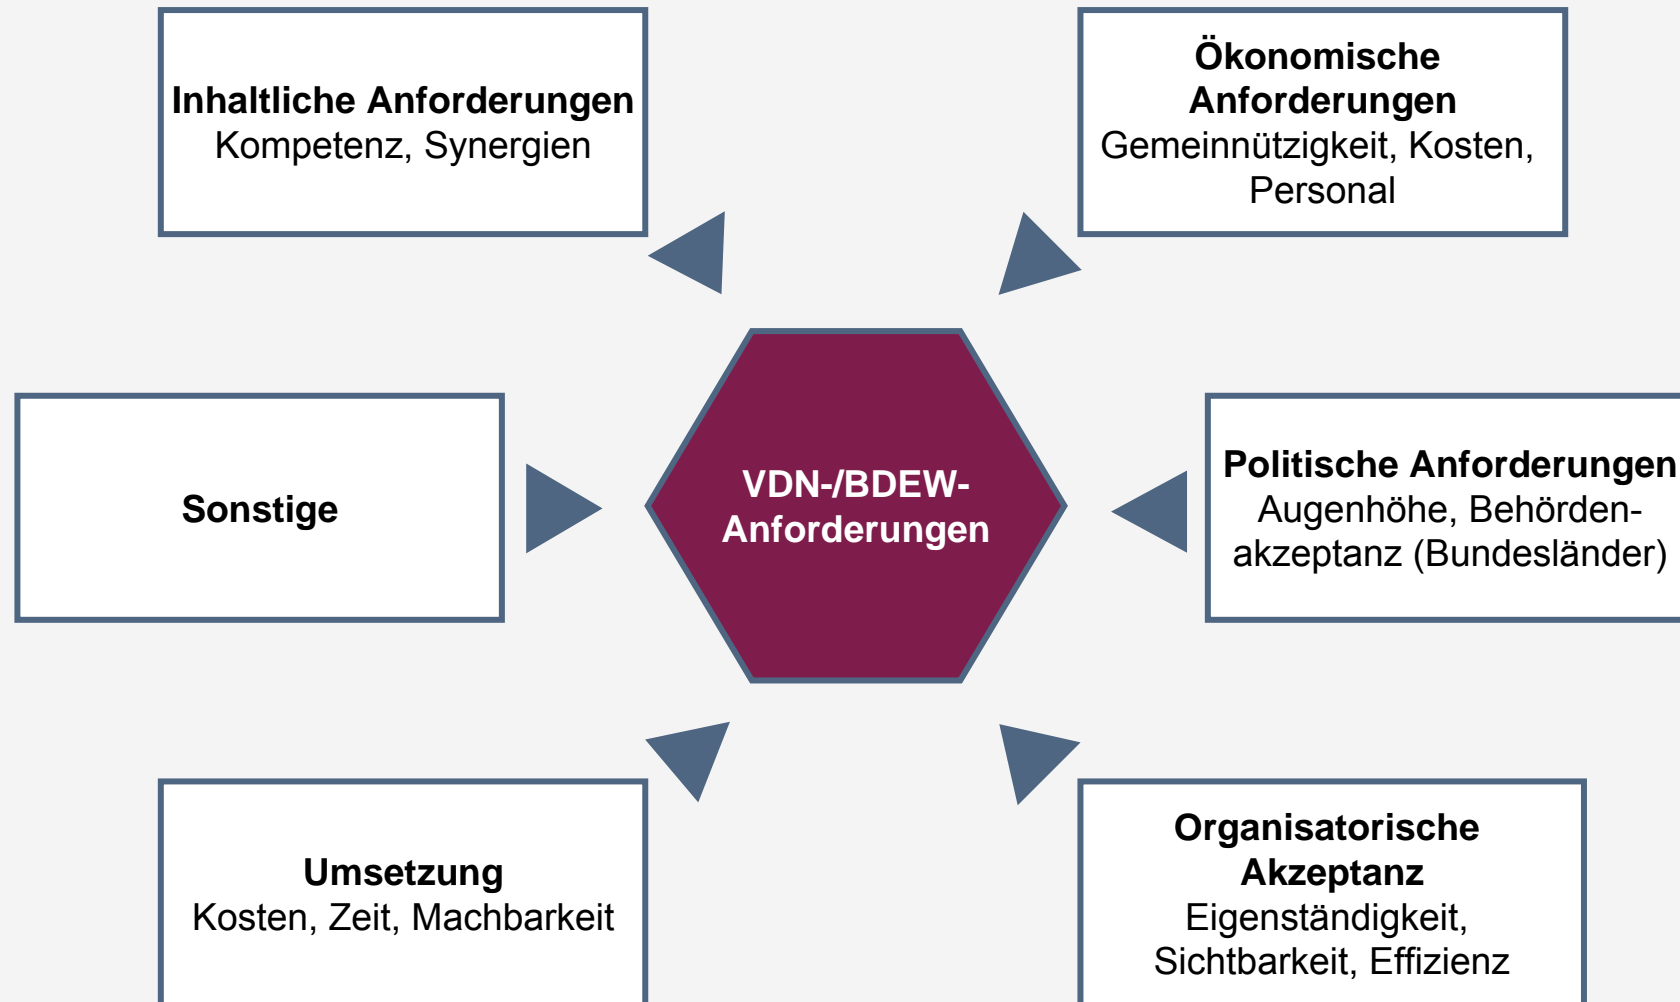 Inhaltliche Anforderungen
Kompetenz, Synergien
Ökonomische
Anforderungen
Gemeinnützigkeit, Kosten,
Personal
Sonstige
VDN-/BDEW-
Anforderungen
Politische Anforderungen
Augenhöhe, Behörden-
akzeptanz (Bundesländer)
Umsetzung
Kosten, Zeit, Machbarkeit
Organisatorische
Akzeptanz
Eigenständigkeit,
Sichtbarkeit, Effizienz